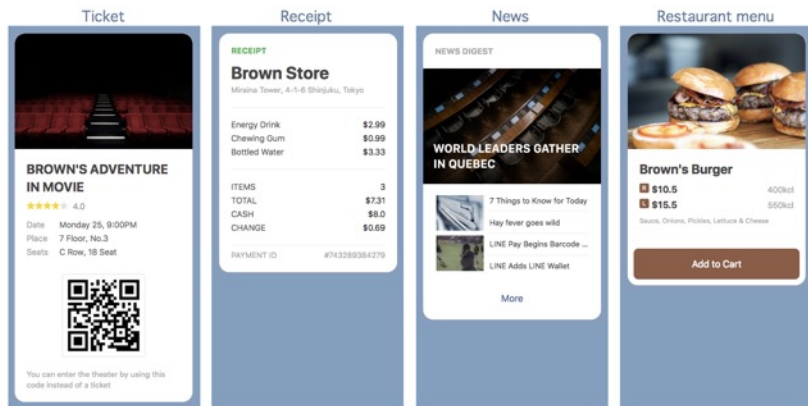 Ticket
BROWN'S ADVENTURE
IN MOVIE
4.0
Date Monday 25, 9:00PM
Place 7 Floor, No.3
Seats C Row, 18 Seat
You can enter the theater by using this
code instead of a ticket
Receipt
RECEIPT
Brown Store
Miraina Tower, 4-1-6 Shinjuku, Tokyo
Energy Drink $2.99
Chewing Gum $0.99
Bottled Water $3.33
ITEMS 3
TOTAL $7.31
CASH $8.0
CHANGE $0.69
PAYMENT ID #743289384279
News
NEWS DIGEST
WORLD LEADERS GATHER
IN QUEBEC
7 Things to Know for Today
Hay fever goes wild
LINE Pay Begins Barcode ...
LINE Adds LINE Wallet
More
Restaurant menu
Brown's Burger
R $10.5 400kcl
L $15.5 550kcl
Sauce, Onions, Pickles, Lettuce & Cheese
Add to Cart